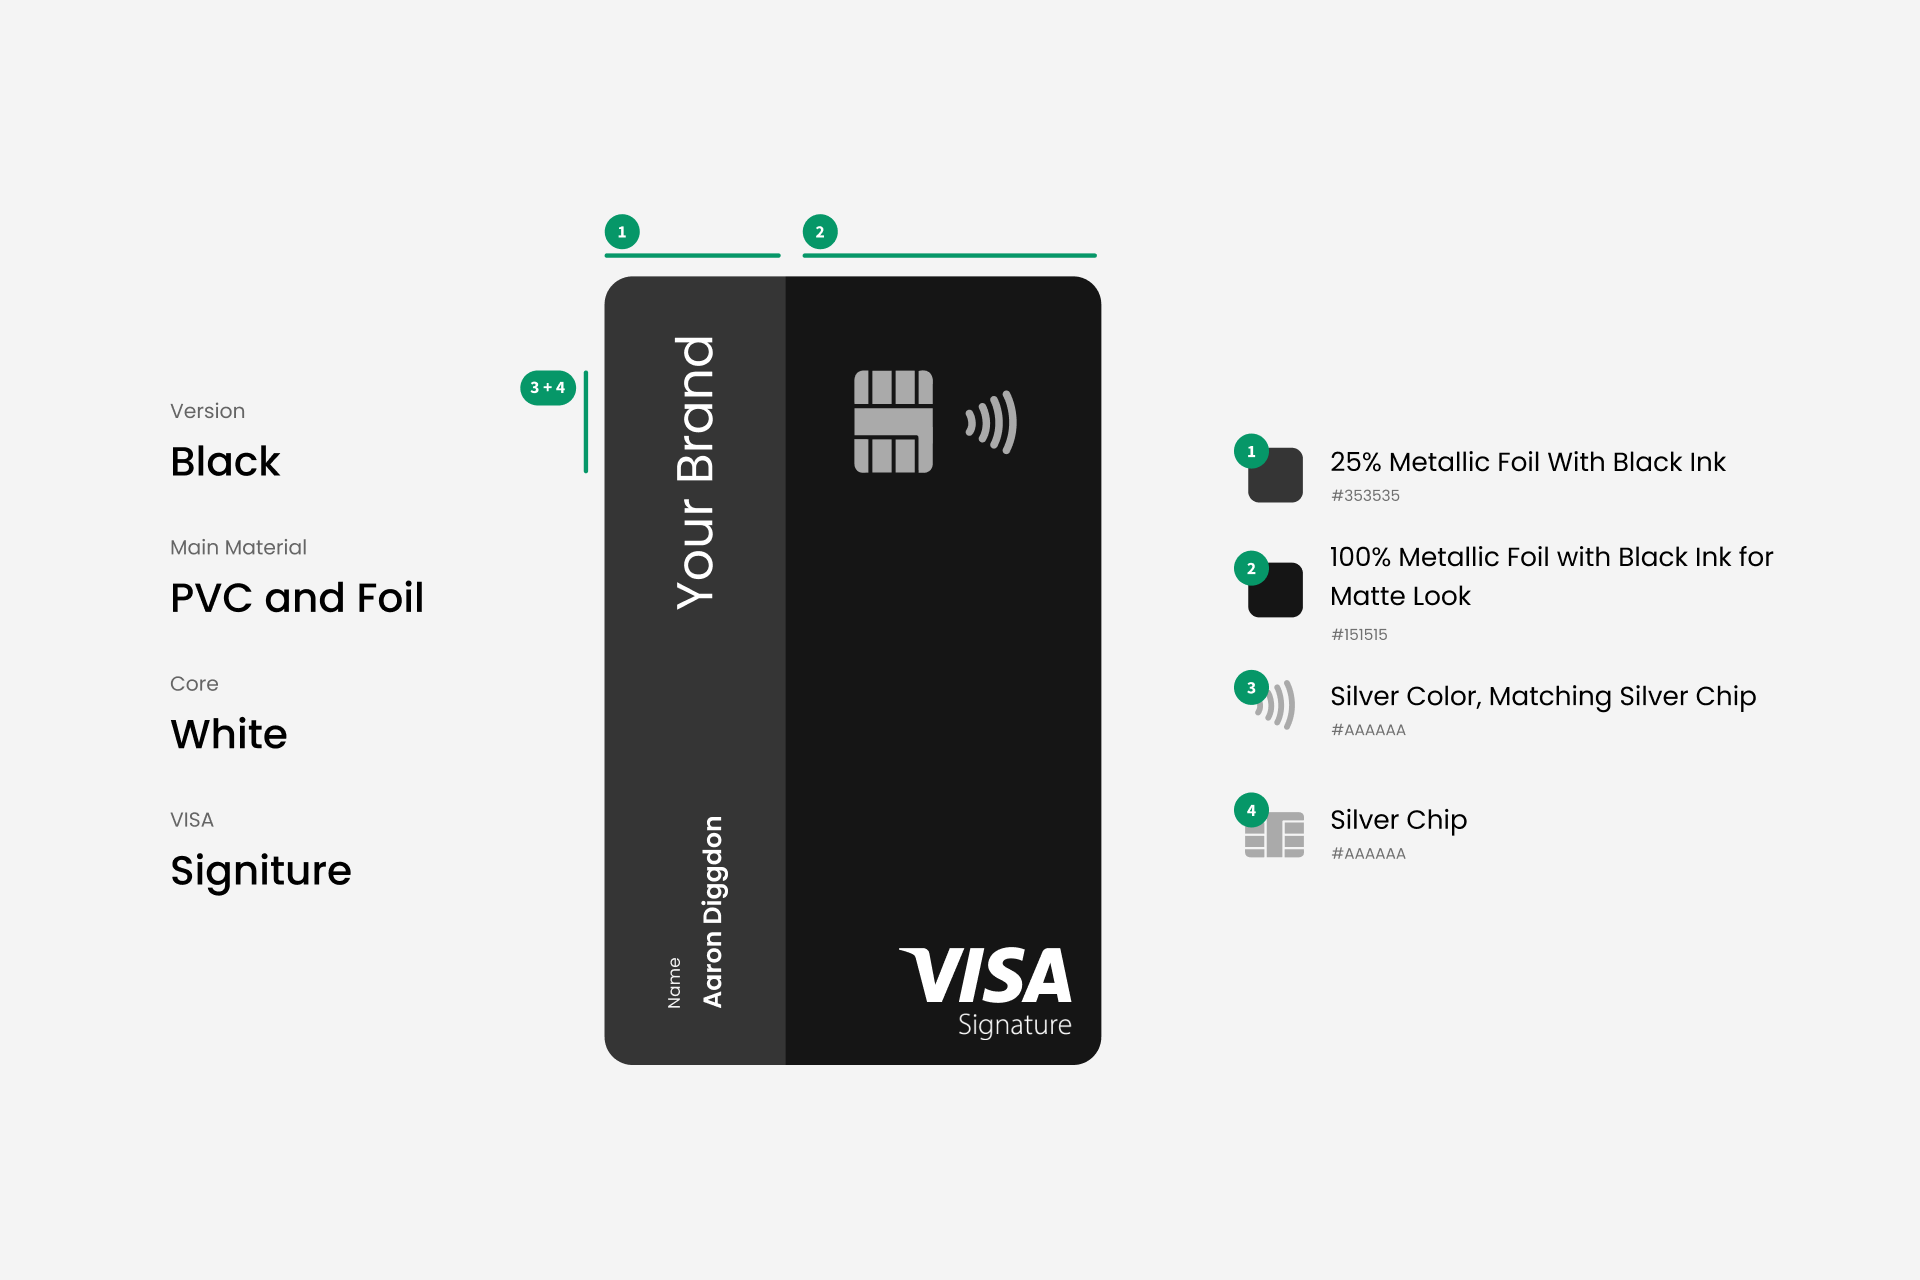 1
2
3 + 4
Version
Black
Main Material
PVC and Foil
Core
White
VISA
Signiture
Your Brand
Name
Aaron Diggdon
VISA
Signature
1
25% Metallic Foil With Black Ink
#353535
2
100% Metallic Foil with Black Ink for
Matte Look
#151515
3
Silver Color, Matching Silver Chip
#AAAAAA
4
Silver Chip
#AAAAAA